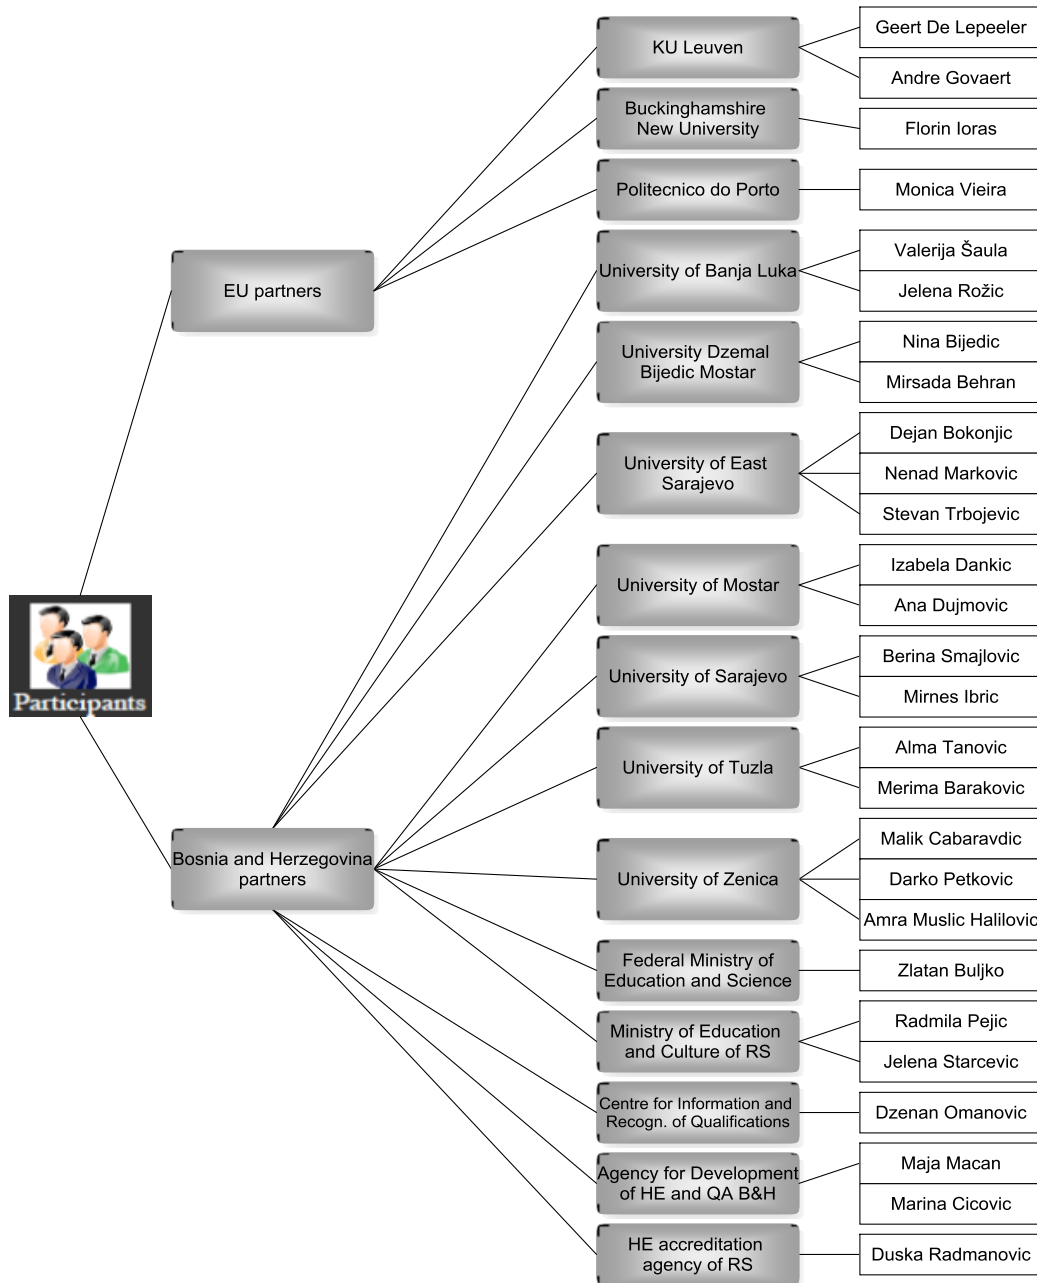 Participants
EU partners
KU Leuven
Geert De Lepeeler
Andre Govaert
Buckinghamshire
New University
Florin Ioras
Politecnico do Porto
Monica Vieira
Bosnia and Herzegovina
partners
University of Banja Luka
Valerija Šaula
Jelena Rožic
University Dzemal
Bijedic Mostar
Nina Bijedic
Mirsada Behran
University of East
Sarajevo
Dejan Bokonjic
Nenad Markovic
Stevan Trbojevic
University of Mostar
Izabela Dankic
Ana Dujmovic
University of Sarajevo
Berina Smajlovic
Mirnes Ibric
University of Tuzla
Alma Tanovic
Merima Barakovic
University of Zenica
Malik Cabaravdic
Darko Petkovic
Amra Muslic Halilovic
Federal Ministry of
Education and Science
Zlatan Buljko
Ministry of Education
and Culture of RS
Radmila Pejic
Jelena Starcevic
Centre for Information and
Recogn. of Qualifications
Dzenan Omanovic
Agency for Development
of HE and QA B&H
Maja Macan
Marina Cicovic
HE accreditation
agency of RS
Duska Radmanovic